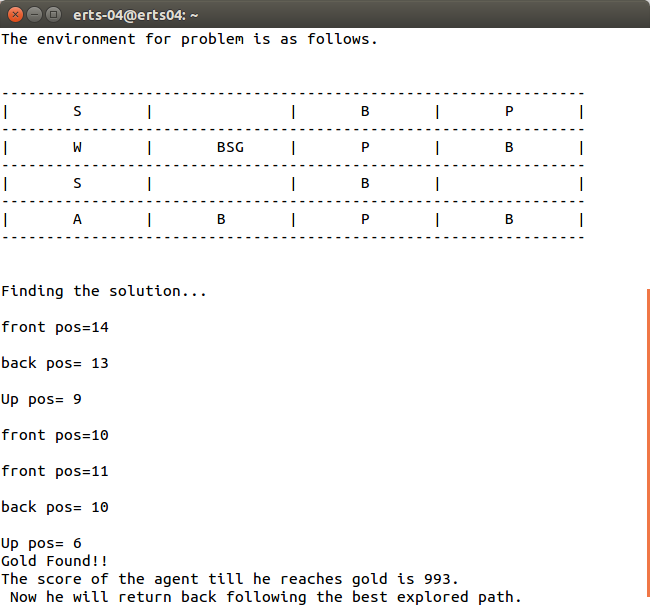 erts-04@erts04: ~
The environment for problem is as follows.
-----------------------------------------------------------------
|       S       |               |       B       |       P       |
-----------------------------------------------------------------
|       W       |       BSG     |       P       |       B       |
-----------------------------------------------------------------
|       S       |               |       B       |               |
-----------------------------------------------------------------
|       A       |       B       |       P       |       B       |
-----------------------------------------------------------------
Finding the solution...
front pos=14
back pos= 13
Up pos= 9
front pos=10
front pos=11
back pos= 10
Up pos= 6
Gold Found!!
The score of the agent till he reaches gold is 993.
 Now he will return back following the best explored path.